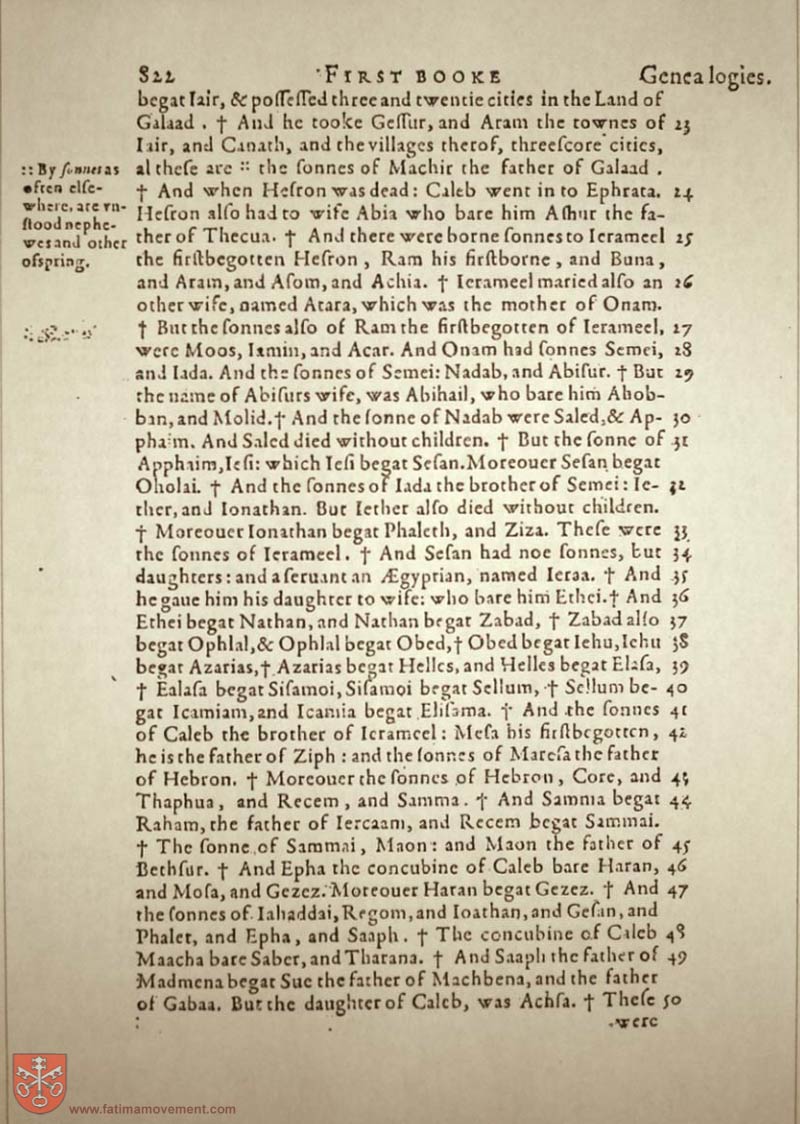 822 FIRST BOOKE Genealogies.
begat Iair, & poſſeſſed three and twentie cities in the Land of
Galaad . † And he tooke Geſſur, and Aram the townes of 23
Iair, and Canath, and the villages therof, threeſcore cities,
al theſe are :: the ſonnes of Machir the father of Galaad .
† And when Heſron was dead: Caleb went in to Ephrata. 24
Heſron alſo had to wife Abia who bare him Aſhur the fa-
ther of Thecua. † And there were borne ſonnes to Ierameel 25
the firſtbegotten Heſron , Ram his firſtborne , and Buna ,
and Aram, and Aſom, and Achia. † Ierameel maried alſo an 26
other wife, named Atara, which was the mother of Onam.
† But the ſonnes alſo of Ram the firſtbegotten of Ierameel, 27
were Moos, Iamin, and Acar. And Onam had ſonnes Semei, 28
and Iada. And the ſonnes of Semei: Nadab, and Abiſur. † But 29
the name of Abiſurs wife, was Abihail, who bare him Ahob-
ban, and Molid. † And the ſonne of Nadab were Saled, & Ap- 30
phaim. And Saled died without children. † But the ſonne of 31
Apphaim, Ieſi: which Ieſi begat Seſan. Moreouer Seſan begat
Oholai. † And the ſonnes of Iada the brother of Semei: Ie- 32
ther, and Ionathan. But Iether alſo died without children.
† Moreouer Ionathan begat Phaleth, and Ziza. Theſe were 33
the ſonnes of Ierameel . † And Seſan had noe ſonnes, but 34
daughters: and a ſeruant an Ægyptian, named Ieraa. † And 35
he gaue him his daughter to wife: who bare him Ethei. † And 36
Ethei begat Nathan, and Nathan begat Zabad, † Zabad alſo 37
begat Ophlal, & Ophlal begat Obed, † Obed begat Iehu, Iehu 38
begat Azarias, † Azarias begat Helles, and Helles begat Elaſa, 39
† Ealaſa begat Siſamoi, Siſamoi begat Sellum, † Sellum be- 40
gat Icamiam, and Icamia begat Eliſama. † And the ſonnes 41
of Caleb the brother of Ierameel : Meſa his firſtbegotten , 42
he is the father of Ziph : and the ſonnes of Mareſa the father
of Hebron. † Moreouer the ſonnes of Hebron , Core, and 43
Thaphua, and Recem , and Samma . † And Samma begat 44
Raham, the father of Iercaam, and Recem begat Sammai.
† The ſonne of Sammai, Maon: and Maon the father of 45
Bethſur. † And Epha the concubine of Caleb bare Haran, 46
and Moſa, and Gezez. Moreouer Haran begat Gezez. † And 47
the ſonnes of Iahaddai, Regom, and Ioathan, and Geſan, and
Phalet, and Epha, and Saaph . † The concubine of Caleb 48
Maacha bare Saber, and Tharana. † And Saaph the father of 49
Madmena begat Sue the father of Machbena, and the father
of Gabaa. But the daughter of Caleb, was Achſa. † Theſe 50
were
:: By ſonnes as
often elſe-
where, are vn-
ſtood nephe-
wes and other
ofspring.
www.fatimamovement.com